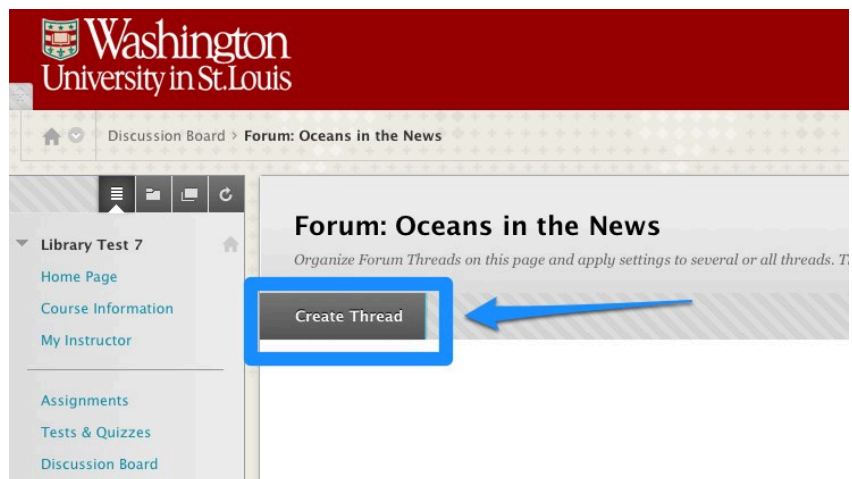 Washington
University in St.Louis
Discussion Board > Forum: Oceans in the News
Library Test 7
Home Page
Course Information
My Instructor
Assignments
Tests & Quizzes
Discussion Board
Forum: Oceans in the News
Organize Forum Threads on this page and apply settings to several or all threads.
Create Thread